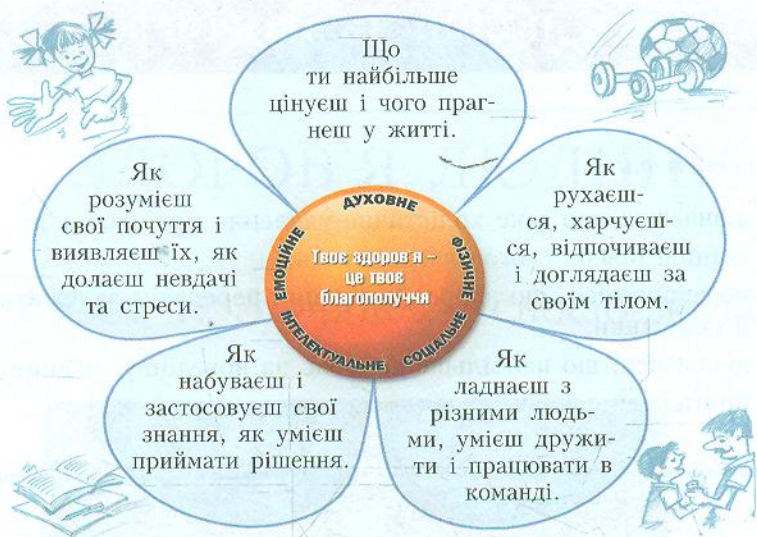 Що
ти найбільше
цінуєш і чого праг-
неш у житті.
Як
розумієш
свої почуття і
виявляєш їх, як
долаєш невдачі
та стреси.
Як
рухаєш-
ся, харчуєш-
ся, відпочиваєш
і доглядаєш за
своїм тілом.
ДУХОВНЕ
ЕМОЦІЙНЕ
ФІЗИЧНЕ
Твоє здоров'я –
це твоє
благополуччя
ІНТЕЛЕКТУАЛЬНЕ
СОЦІАЛЬНЕ
Як
набуваєш і
застосовуєш свої
знання, як умієш
приймати рішення.
Як
ладнаєш з
різними людь-
ми, умієш дружи-
ти і працювати в
команді.